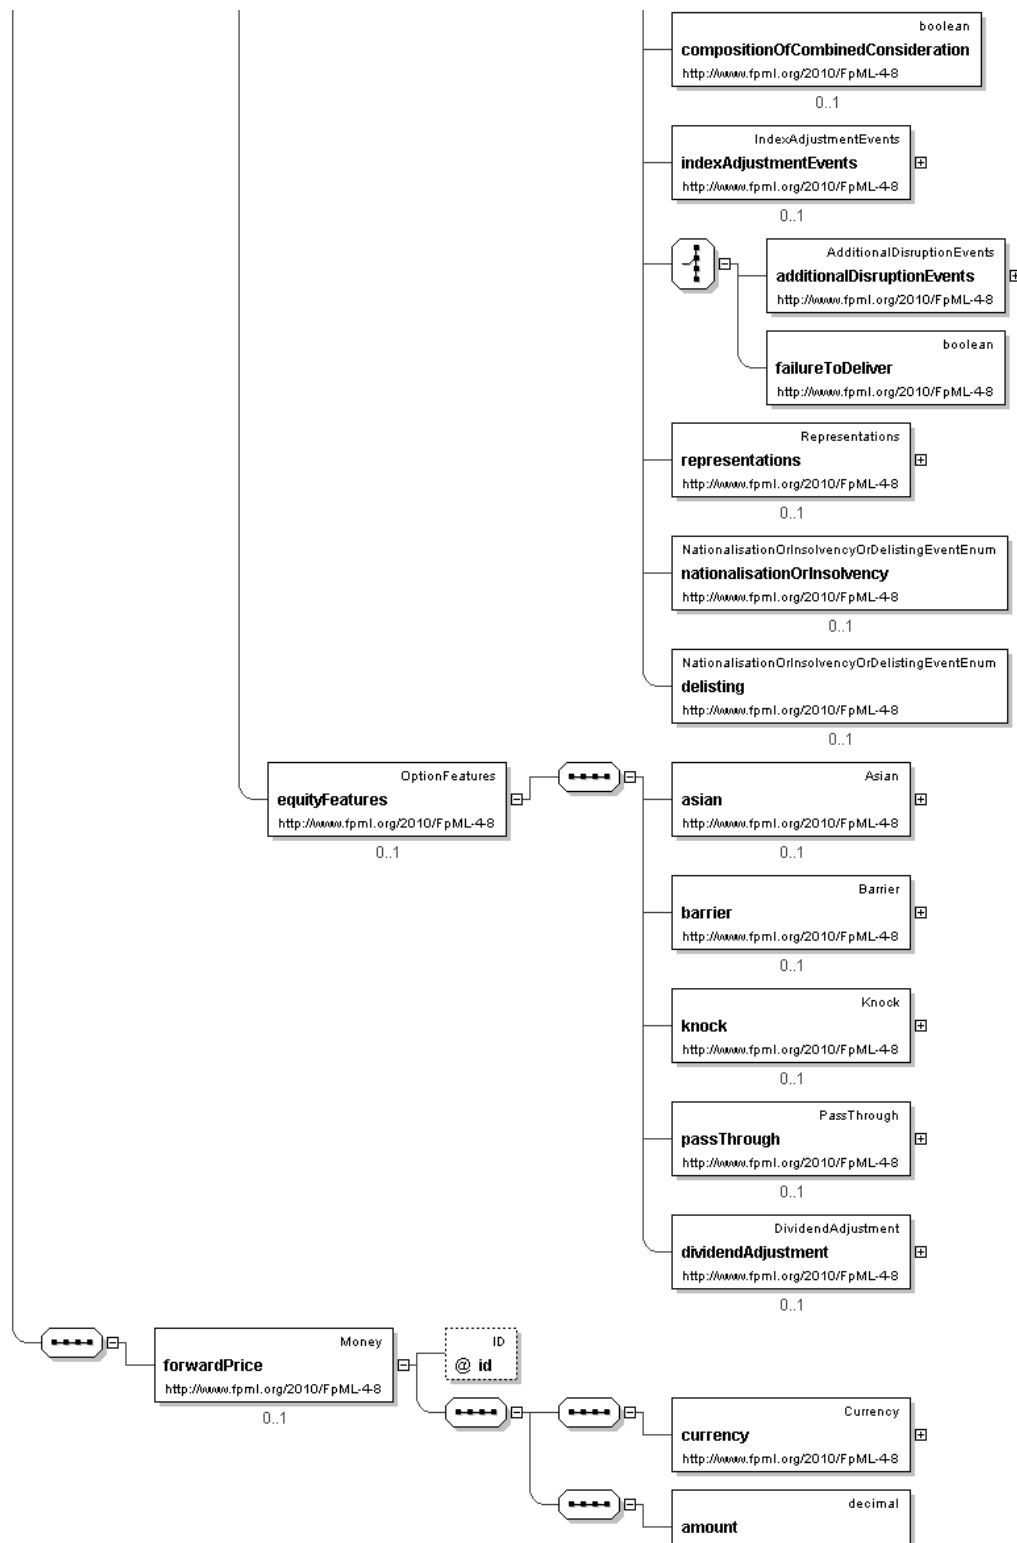 boolean
compositionOfCombinedConsideration
http://www.fpml.org/2010/FpML-4-8
0..1
IndexAdjustmentEvents
indexAdjustmentEvents
http://www.fpml.org/2010/FpML-4-8
0..1
AdditionalDisruptionEvents
additionalDisruptionEvents
http://www.fpml.org/2010/FpML-4-8
boolean
failureToDeliver
http://www.fpml.org/2010/FpML-4-8
Representations
representations
http://www.fpml.org/2010/FpML-4-8
0..1
NationalisationOrInsolvencyOrDelistingEventEnum
nationalisationOrInsolvency
http://www.fpml.org/2010/FpML-4-8
0..1
NationalisationOrInsolvencyOrDelistingEventEnum
delisting
http://www.fpml.org/2010/FpML-4-8
0..1
OptionFeatures
equityFeatures
http://www.fpml.org/2010/FpML-4-8
0..1
Asian
asian
http://www.fpml.org/2010/FpML-4-8
0..1
Barrier
barrier
http://www.fpml.org/2010/FpML-4-8
0..1
Knock
knock
http://www.fpml.org/2010/FpML-4-8
0..1
PassThrough
passThrough
http://www.fpml.org/2010/FpML-4-8
0..1
DividendAdjustment
dividendAdjustment
http://www.fpml.org/2010/FpML-4-8
0..1
Money
forwardPrice
http://www.fpml.org/2010/FpML-4-8
0..1
ID
@ id
Currency
currency
http://www.fpml.org/2010/FpML-4-8
decimal
amount